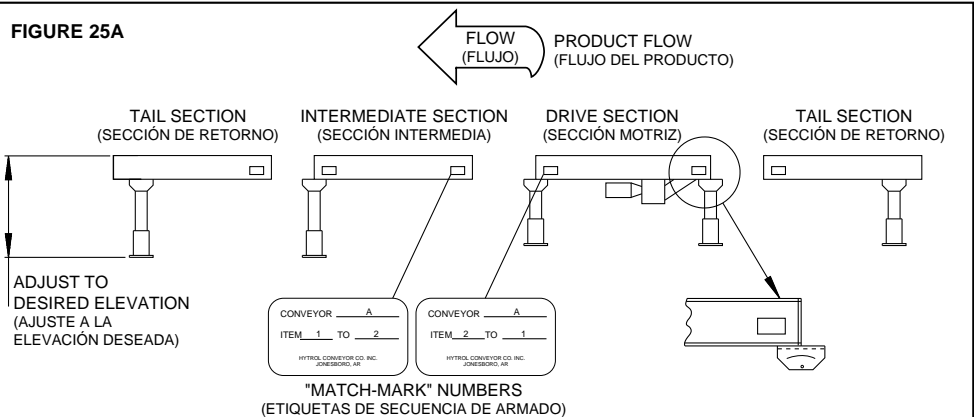 FIGURE 25A
FLOW
(FLUJO)
PRODUCT FLOW
(FLUJO DEL PRODUCTO)
TAIL SECTION
(SECCIÓN DE RETORNO)
INTERMEDIATE SECTION
(SECCIÓN INTERMEDIA)
DRIVE SECTION
(SECCIÓN MOTRIZ)
TAIL SECTION
(SECCIÓN DE RETORNO)
ADJUST TO
DESIRED ELEVATION
(AJUSTE A LA
ELEVACIÓN DESEADA)
CONVEYOR A
ITEM 1 TO 2
HYTROL CONVEYOR CO. INC.
JONESBORO, AR
CONVEYOR A
ITEM 2 TO 1
HYTROL CONVEYOR CO. INC.
JONESBORO, AR
"MATCH-MARK" NUMBERS
(ETIQUETAS DE SECUENCIA DE ARMADO)